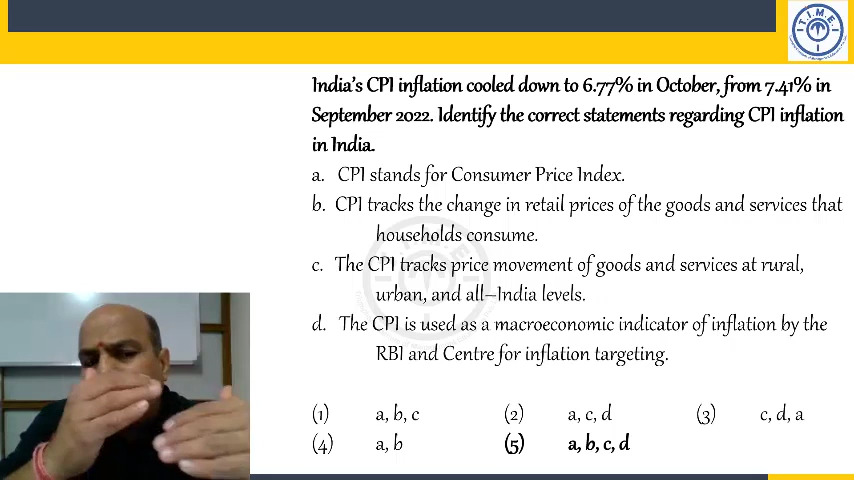 T.I.M.E.
India's CPI inflation cooled down to 6.77% in October, from 7.41% in
September 2022. Identify the correct statements regarding CPI inflation
in India.
a. CPI stands for Consumer Price Index.
b. CPI tracks the change in retail prices of the goods and services that
households consume.
c. The CPI tracks price movement of goods and services at rural,
urban, and all–India levels.
d. The CPI is used as a macroeconomic indicator of inflation by the
RBI and Centre for inflation targeting.
(1) a, b, c (2) a, c, d (3) c, d, a
(4) a, b (5) a, b, c, d